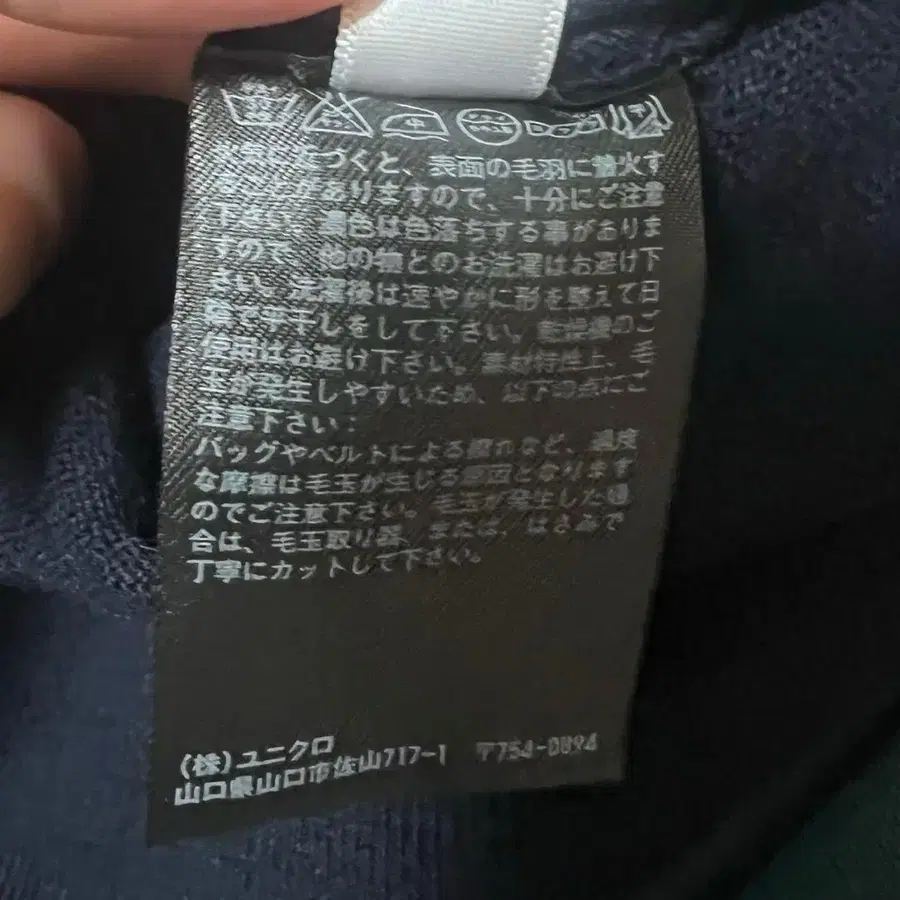 火気に近づくと、表面の毛羽に着火す
ることがありますので、十分にご注意
下さい。濃色は色落ちする事がありま
すので、他の物とのお洗濯はお避け下
さい。洗濯後は速やかに形を整えて日
陰で平干しをして下さい。乾燥機のご
使用はお避け下さい。素材特性上、毛
玉が発生しやすいため、以下の点にご
注意下さい:
バッグやベルトによる擦れなど、過度
な摩擦は毛玉が生じる原因となります
のでご注意下さい。毛玉が発生した場
合は、毛玉取り器、または、はさみで
丁寧にカットして下さい。
(株)ユニクロ
山口県山口市佐山717-1 〒754-0894